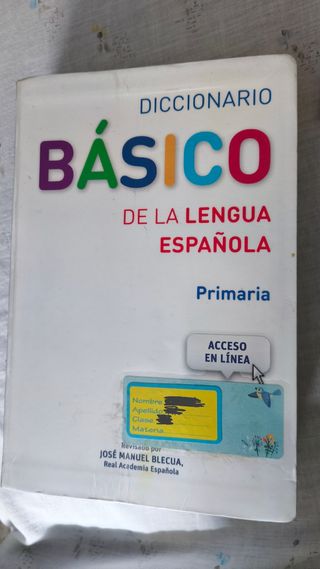 DICCIONARIO
BÁSICO
DE LA LENGUA
ESPAÑOLA
Primaria
ACCESO
EN LÍNEA
Nombre
Apellido
Clase
Materia
Revisado por
JOSÉ MANUEL BLECUA,
Real Academia Española